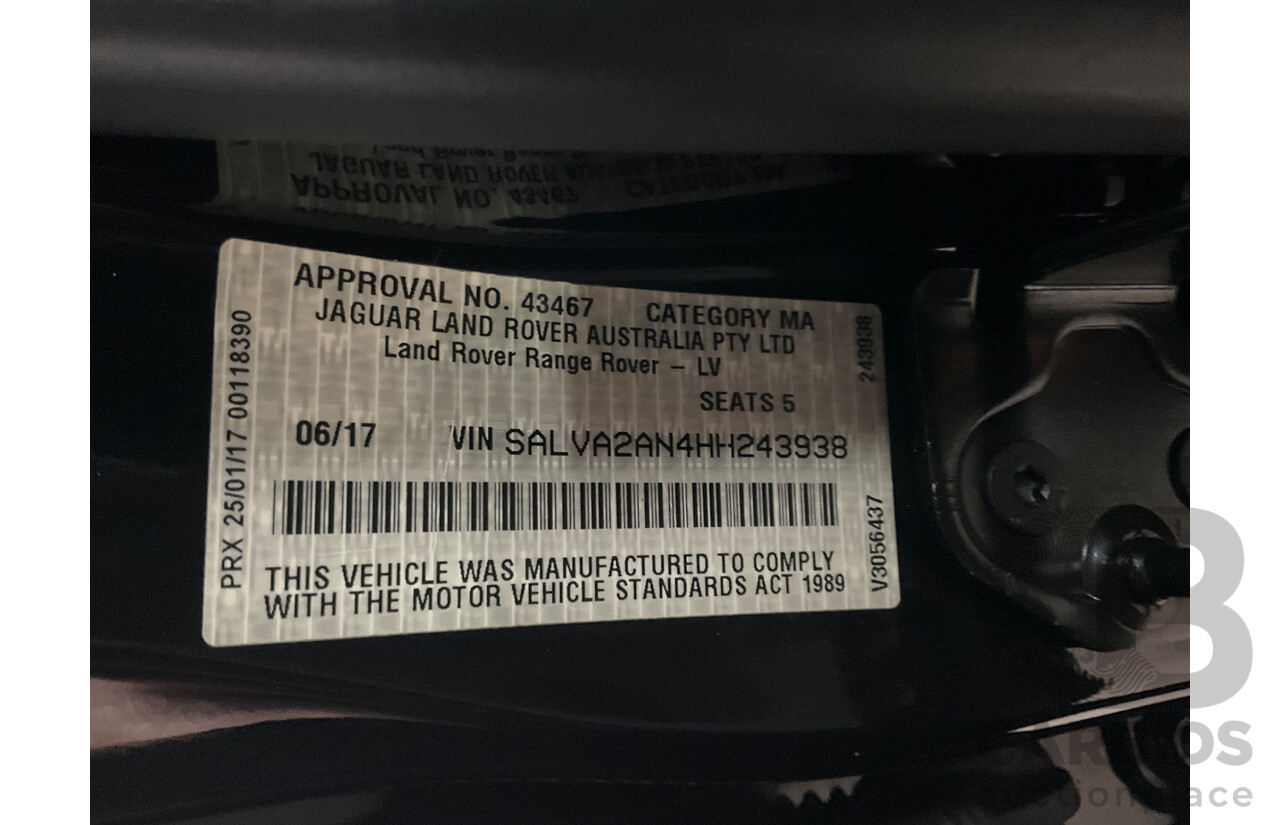 APPROVAL NO. 43467 CATEGORY MA
JAGUAR LAND ROVER AUSTRALIA PTY LTD
Land Rover Range Rover – LV
SEATS 5
06/17 VIN SALVA2AN4HH243938
THIS VEHICLE WAS MANUFACTURED TO COMPLY
WITH THE MOTOR VEHICLE STANDARDS ACT 1989
PRX 25/01/17 00118390
243938
V3056437